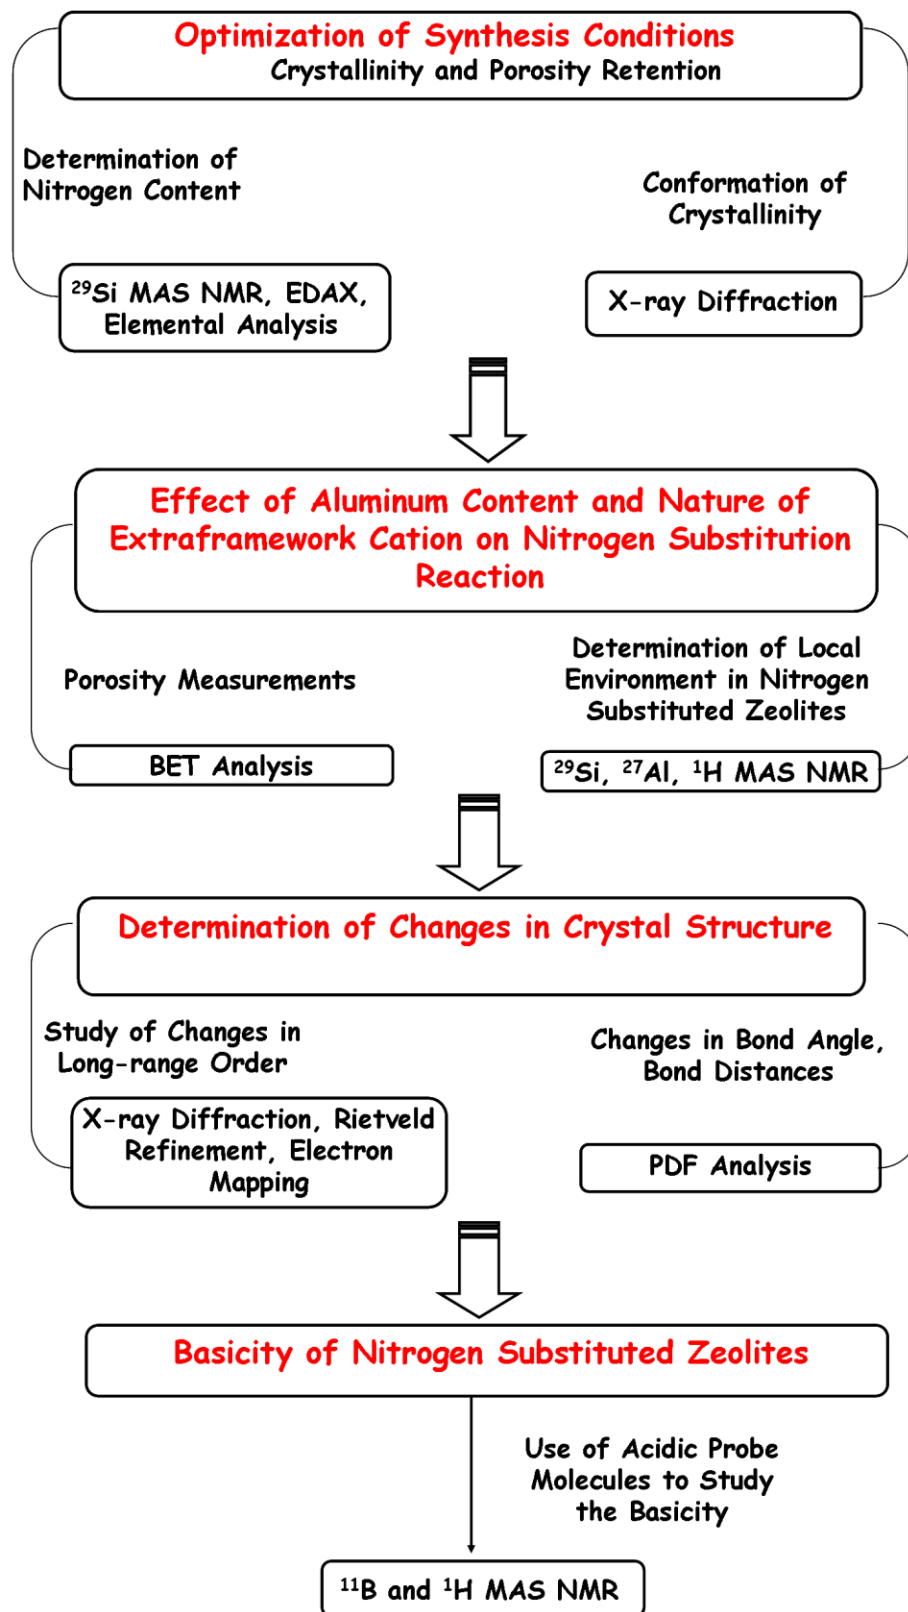 Optimization of Synthesis Conditions
Crystallinity and Porosity Retention
Determination of
Nitrogen Content
Conformation of
Crystallinity
²⁹Si MAS NMR, EDAX,
Elemental Analysis
X-ray Diffraction
Effect of Aluminum Content and Nature of
Extraframework Cation on Nitrogen Substitution
Reaction
Porosity Measurements
Determination of Local
Environment in Nitrogen
Substituted Zeolites
BET Analysis
²⁹Si, ²⁷Al, ¹H MAS NMR
Determination of Changes in Crystal Structure
Study of Changes in
Long-range Order
Changes in Bond Angle,
Bond Distances
X-ray Diffraction, Rietveld
Refinement, Electron
Mapping
PDF Analysis
Basicity of Nitrogen Substituted Zeolites
Use of Acidic Probe
Molecules to Study
the Basicity
¹¹B and ¹H MAS NMR